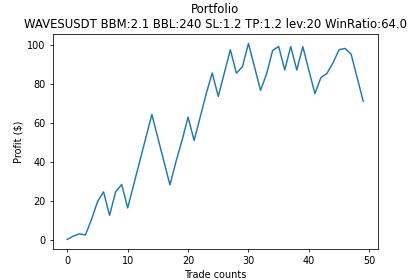 Portfolio
WAVESUSDT BBM:2.1 BBL:240 SL:1.2 TP:1.2 lev:20 WinRatio:64.0
100
80
60
40
20
0
Profit ($)
0 10 20 30 40 50
Trade counts